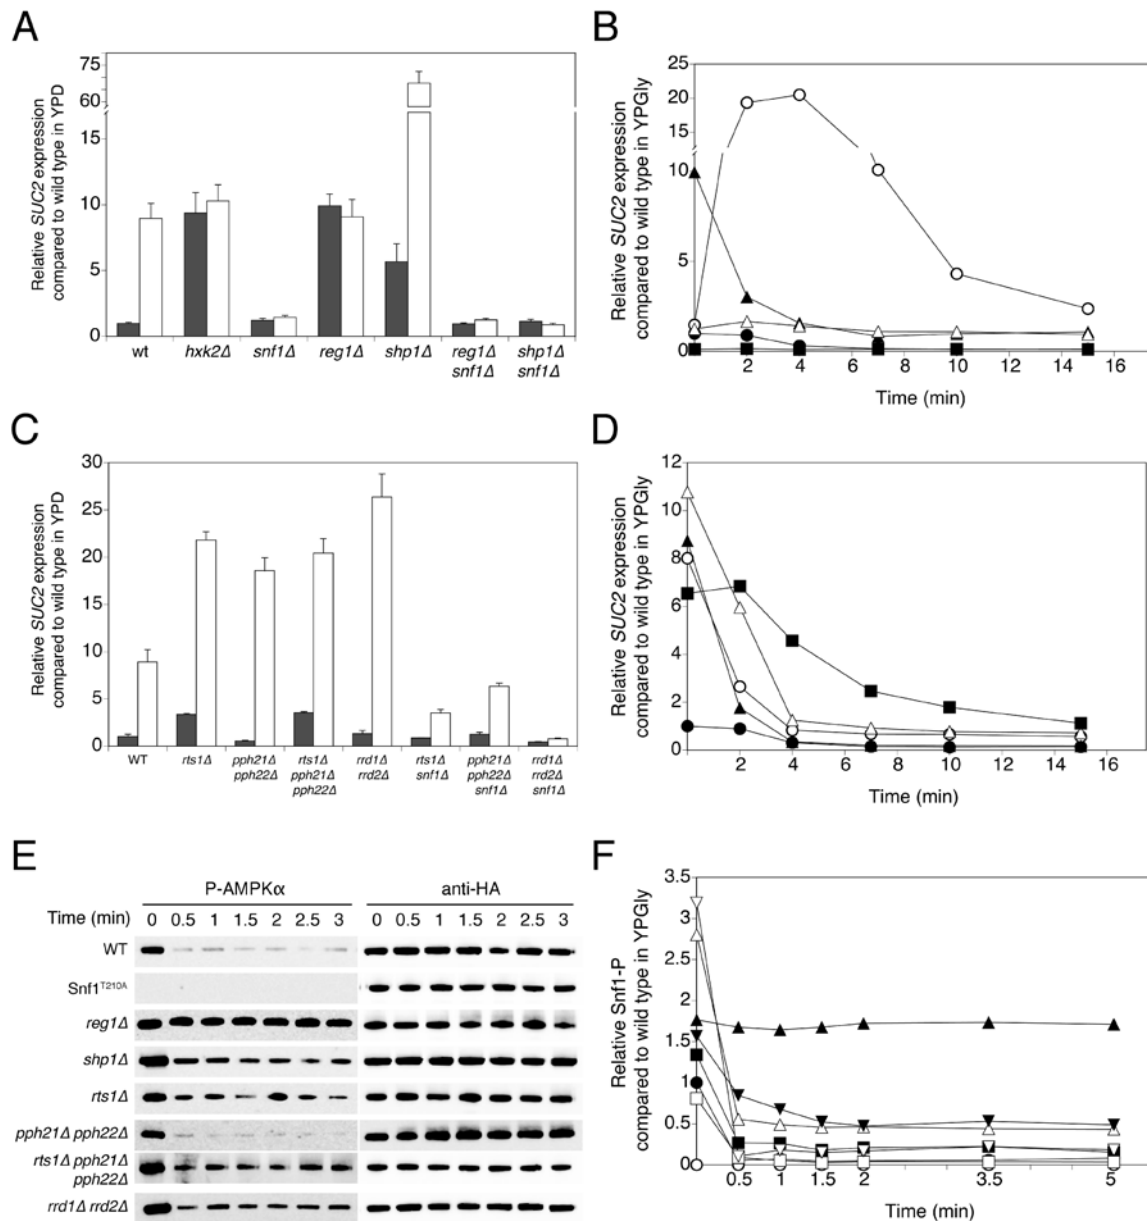 A
Relative SUC2 expression
compared to wild type in YPD
75
60
15
10
5
0
wt
hxk2Δ
snf1Δ
reg1Δ
shp1Δ
reg1Δ
snf1Δ
shp1Δ
snf1Δ
B
Relative SUC2 expression
compared to wild type in YPGly
25
20
15
10
5
0
2
4
6
8
10
12
14
16
Time (min)
C
Relative SUC2 expression
compared to wild type in YPD
30
25
20
15
10
5
0
WT
rts1Δ
pph21Δ
pph22Δ
rts1Δ
pph21Δ
pph22Δ
rrd1Δ
rrd2Δ
rts1Δ
snf1Δ
pph21Δ
pph22Δ
snf1Δ
rrd1Δ
rrd2Δ
snf1Δ
D
Relative SUC2 expression
compared to wild type in YPGly
12
10
8
6
4
2
0
2
4
6
8
10
12
14
16
Time (min)
E
P-AMPKα
anti-HA
Time (min) 0 0.5 1 1.5 2 2.5 3 0 0.5 1 1.5 2 2.5 3
WT
Snf1T210A
reg1Δ
shp1Δ
rts1Δ
pph21Δ pph22Δ
rts1Δ pph21Δ
pph22Δ
rrd1Δ rrd2Δ
F
Relative Snf1-P
compared to wild type in YPGly
3.5
3
2.5
2
1.5
1
0.5
0
0.5
1
1.5
2
3.5
5
Time (min)